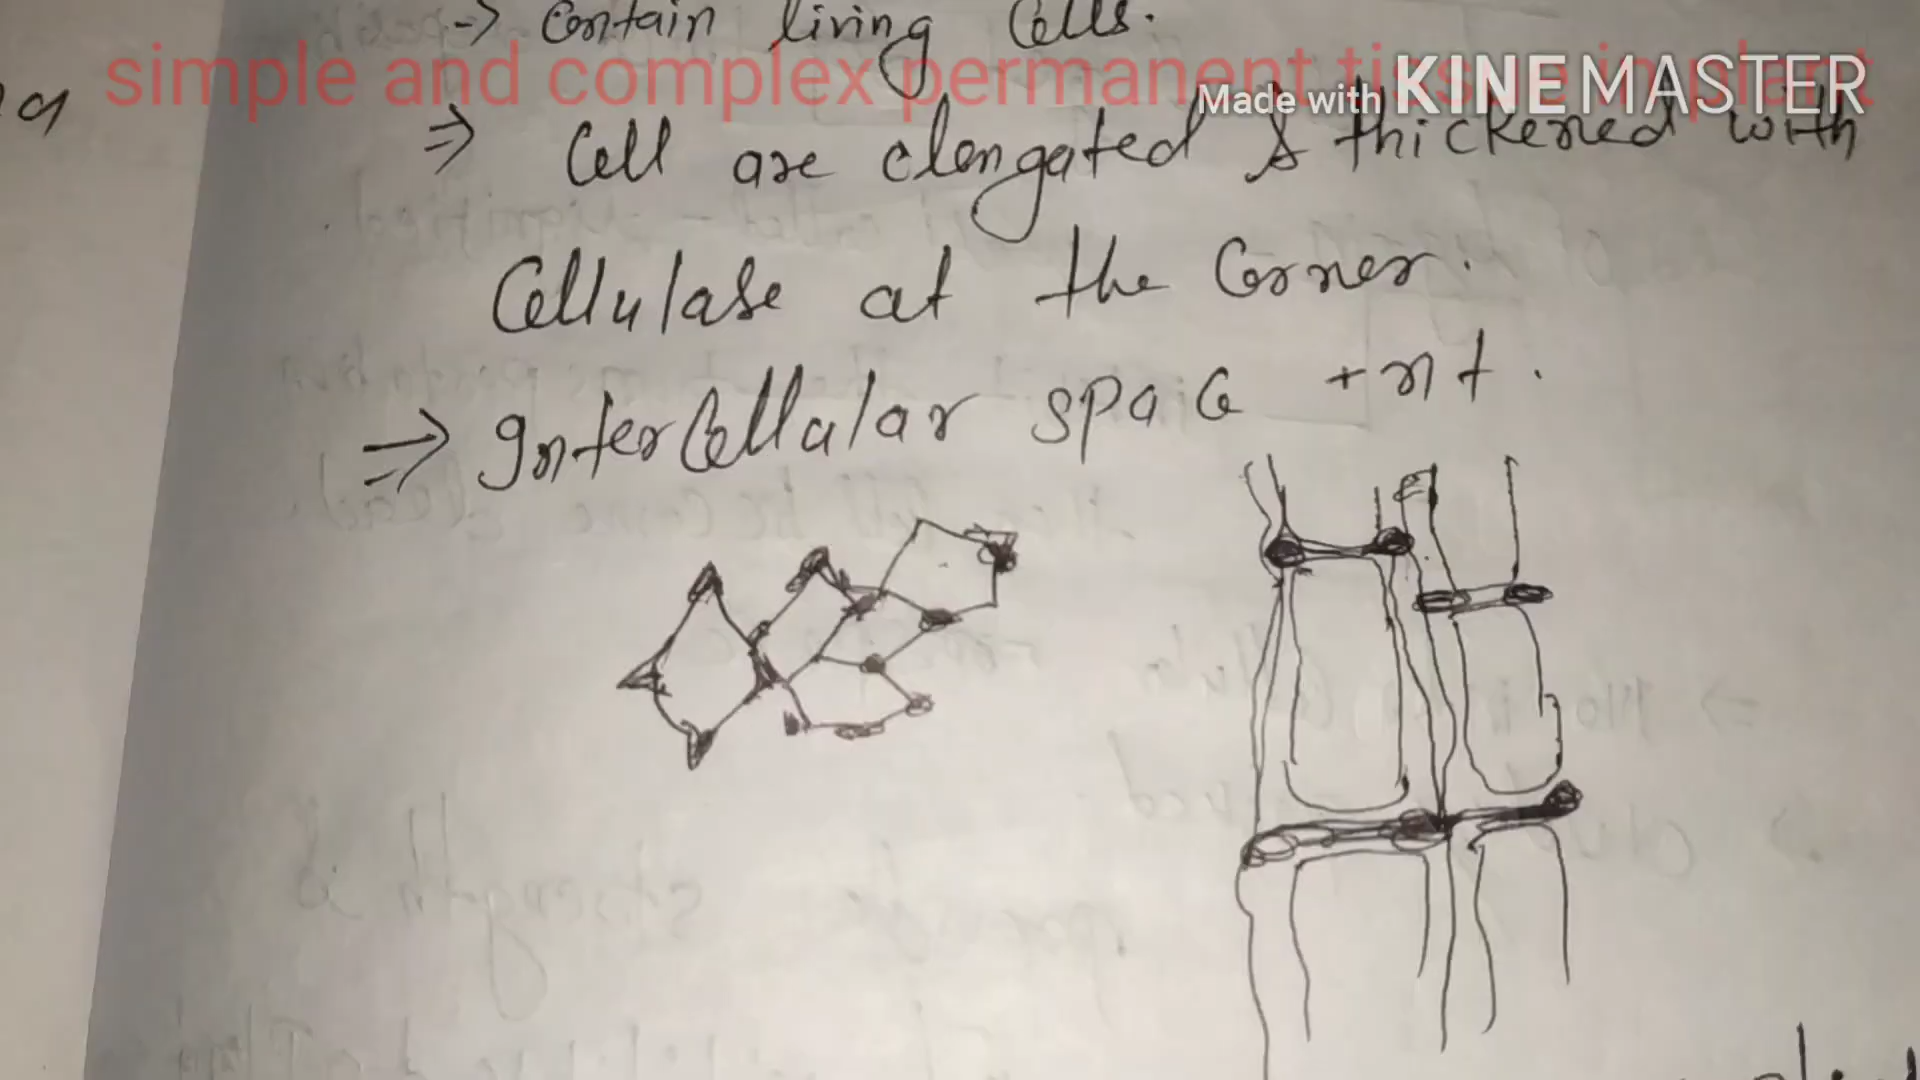 -> Contain living Cells.
simple and complex permanent tissue in plant
Made with KINEMASTER
⇒ Cell are elongated & thickened with
Cellulase at the Corner.
⇒ Intercellular space +nt.